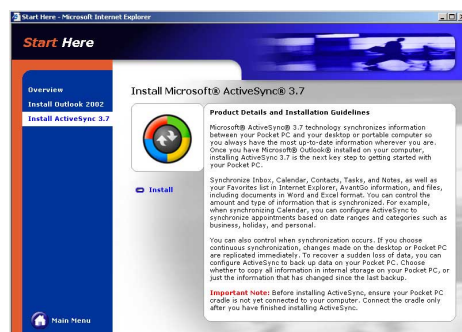 Start Here - Microsoft Internet Explorer
Start Here
Overview
Install Outlook 2002
Install ActiveSync 3.7
Main Menu
Install Microsoft® ActiveSync® 3.7
Install
Product Details and Installation Guidelines
Microsoft® ActiveSync® 3.7 technology synchronizes information
between your Pocket PC and your desktop or portable computer so
you always have the most up-to-date information wherever you are.
Once you have Microsoft® Outlook® installed on your computer,
installing ActiveSync 3.7 is the next key step to getting started with
your Pocket PC.
Synchronize Inbox, Calendar, Contacts, Tasks, and Notes, as well as
your Favorites list in Internet Explorer, AvantGo information, and files,
including documents in Word and Excel format. You can control the
amount and type of information that is synchronized. For example,
when synchronizing Calendar, you can configure ActiveSync to
synchronize appointments based on date ranges and categories such as
business, holiday, and personal.
You can also control when synchronization occurs. If you choose
continuous synchronization, changes made on the desktop or Pocket PC
are replicated immediately. To recover a sudden loss of data, you can
configure ActiveSync to back up data on your Pocket PC. Choose
whether to copy all information in internal storage on your Pocket PC, or
just the information that has changed since the last backup.
Important Note: Before installing ActiveSync, ensure your Pocket PC
cradle is not yet connected to your computer. Connect the cradle only
after you have finished installing ActiveSync.